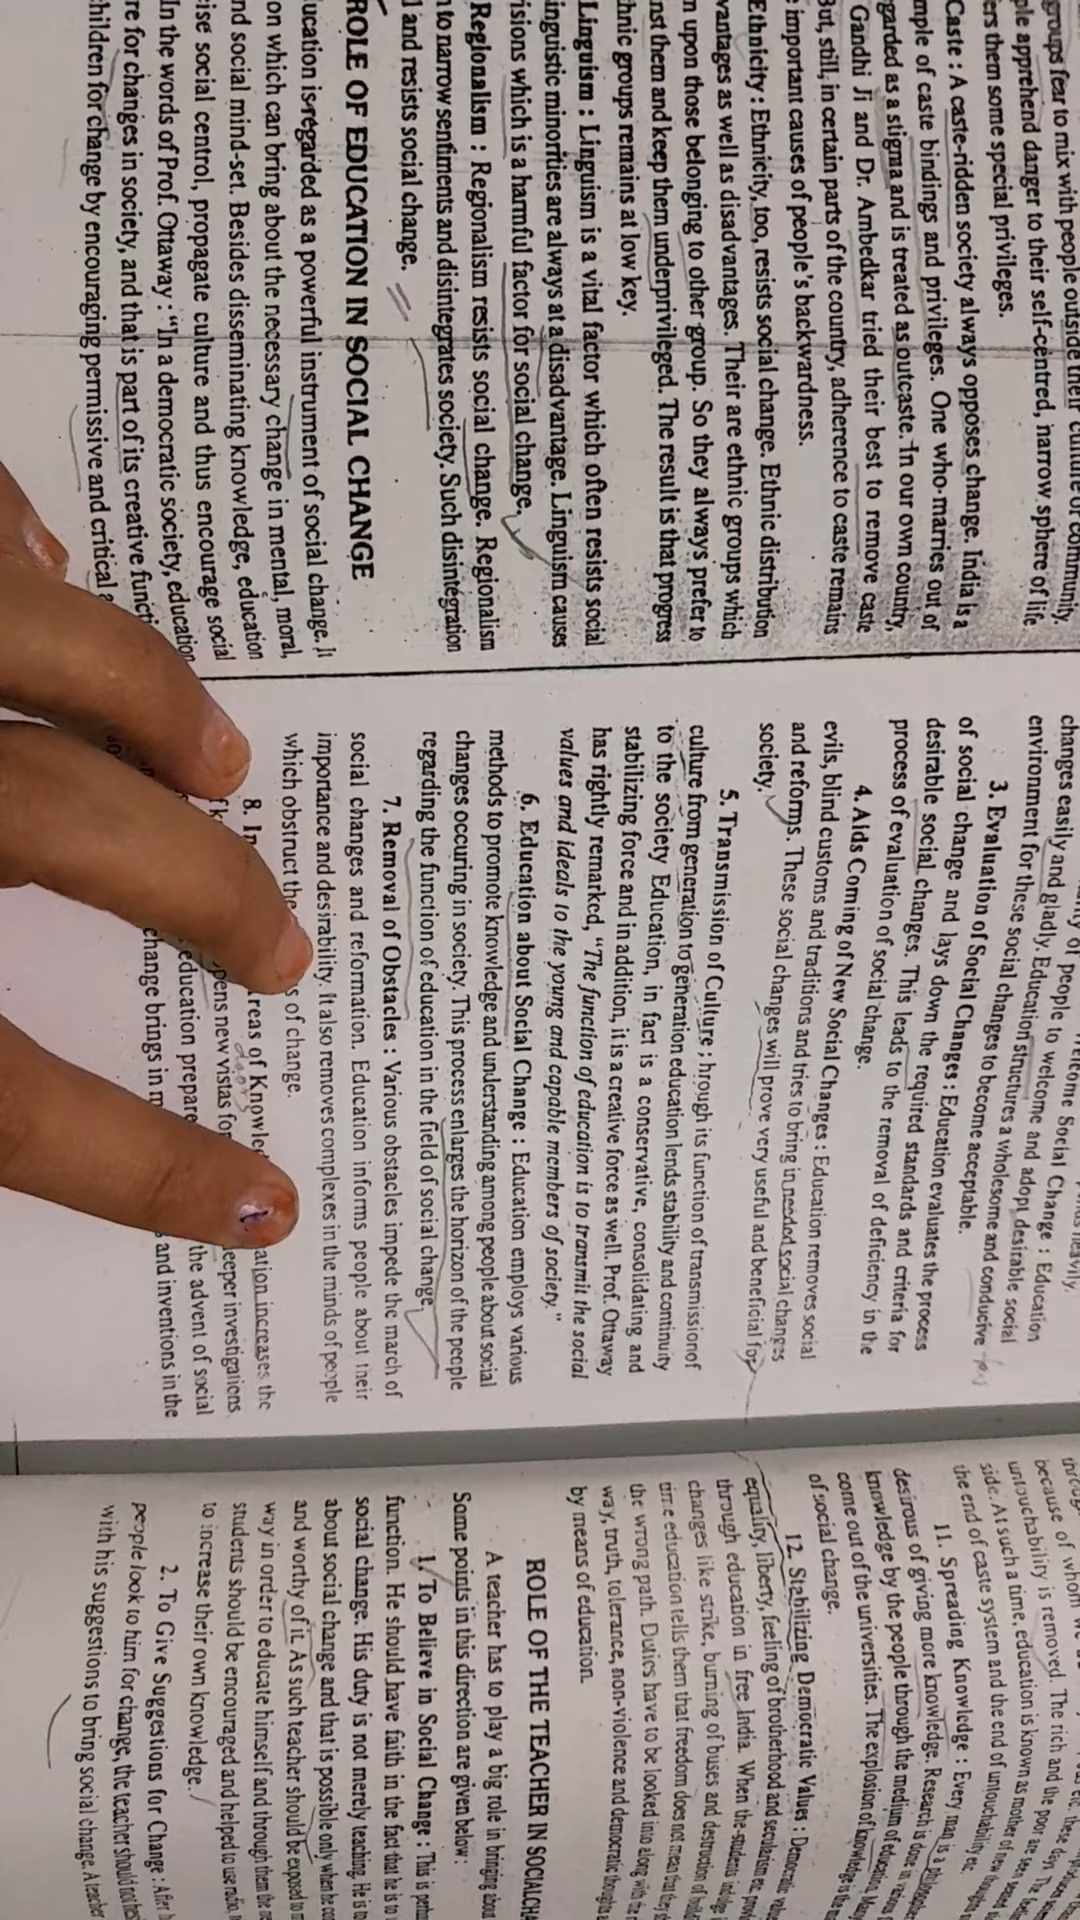 groups fear to mix with people outside their culture or community.
ple apprehend danger to their self-centred, narrow sphere of life
ers them some special privileges.
Caste : A caste-ridden society always opposes change. India is a
mple of caste bindings and privileges. One who-marries out of
garded as a stigma and is treated as outcaste. In our own country,
Gandhi Ji and Dr. Ambedkar tried their best to remove caste
But, still, in certain parts of the country, adherence to caste remains
important causes of people's backwardness.
Ethnicity : Ethnicity, too, resists social change. Ethnic distribution
vantages as well as disadvantages. Their are ethnic groups which
n upon those belonging to other group. So they always prefer to
nst them and keep them underprivileged. The result is that progress
hnic groups remains at low key.
Linguism : Linguism is a vital factor which often resists social
inguistic minorities are always at a disadvantage. Linguism causes
isions which is a harmful factor for social change.
Regionalism : Regionalism resists social change. Regionalism
n to narrow sentiments and disintegrates society. Such disintegration
l and resists social change.
ROLE OF EDUCATION IN SOCIAL CHANGE
ucation is regarded as a powerful instrument of social change. It
on which can bring about the necessary change in mental, moral,
nd social mind-set. Besides disseminating knowledge, education
ise social centrol, propagate culture and thus encourage social
In the words of Prof. Ottaway : "In a democratic society, education
re for changes in society, and that is part of its creative functi
children for change by encouraging permissive and critical
of people to welcome Social Change : Education
changes easily and gladly. Education structures a wholesome and conducive
environment for these social changes to become acceptable.
3. Evaluation of Social Changes : Education evaluates the process
of social change and lays down the required standards and criteria for
desirable social changes. This leads to the removal of deficiency in the
process of evaluation of social change.
4. Aids Coming of New Social Changes : Education removes social
evils, blind customs and traditions and tries to bring in needed social changes
and reforms. These social changes will prove very useful and beneficial for
society.
5. Transmission of Culture ; hrough its function of transmission of
culture from generation to generation education lends stability and continuity
to the society Education, in fact is a conservative, consolidating and
stabilizing force and in addition, it is a creative force as well. Prof. Ottaway
has rightly remarked, "The function of education is to transmit the social
values and ideals to the young and capable members of society."
6. Education about Social Change : Education employs various
methods to promote knowledge and understanding among people about social
changes occuring in society. This process enlarges the horizon of the people
regarding the function of education in the field of social change.
7. Removal of Obstacles : Various obstacles impede the march of
social changes and reformation. Education informs people about their
importance and desirability. It also removes complexes in the minds of people
which obstruct the s of change.
8. In reas of Knowled ation increases the
pens new vistas for eeper investigations
education prepare the advent of social
change brings in and inventions in the
because of whom
untouchability is removed. The rich and the poor are
side. At such a time, education is known as mother of new
the end of caste system and the end of untouchability etc.
11. Spreading Knowledge : Every man is a
desirous of giving more knowledge. Research is done in various
knowledge by the people through the medium of education. Many
come out of the universities. The explosion of knowledge is the
of social change.
12. Stabilizing Democratic Values : Democratic
equality, liberty, feeling of brotherhood and secularism etc.
through education in free India. When the students
changes like strike, burning of buses and destruction of
time education tells them that freedom does not mean
the wrong path. Duties have to be looked into along with
way, truth, tolerance, non-violence and democratic thoughts
by means of education.
ROLE OF THE TEACHER IN SOCIAL CHA
A teacher has to play a big role in bringing about
Some points in this direction are given below :
1. To Believe in Social Change : This is
function. He should have faith in the fact that he is to
social change. His duty is not merely teaching. He is to
about social change and that is possible only when he
and worthy of it. As such teacher should be exposed to
way in order to educate himself and through them the
students should be encouraged and helped to use radio,
to increase their own knowledge.
2. To Give Suggestions for Change : After
people look to him for change, the teacher should not
with his suggestions to bring social change. A teacher